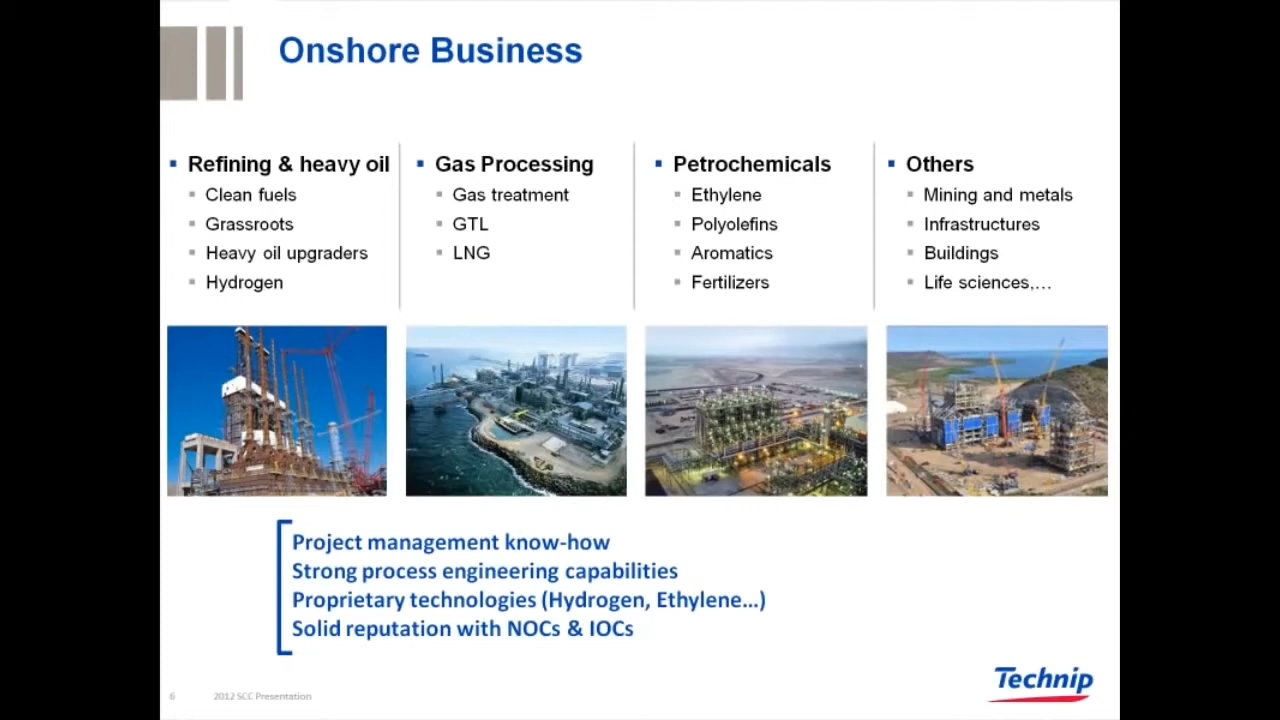 Onshore Business
Refining & heavy oil
Clean fuels
Grassroots
Heavy oil upgraders
Hydrogen
Gas Processing
Gas treatment
GTL
LNG
Petrochemicals
Ethylene
Polyolefins
Aromatics
Fertilizers
Others
Mining and metals
Infrastructures
Buildings
Life sciences,…
Project management know-how
Strong process engineering capabilities
Proprietary technologies (Hydrogen, Ethylene…)
Solid reputation with NOCs & IOCs
6
2012 SCC Presentation
Technip